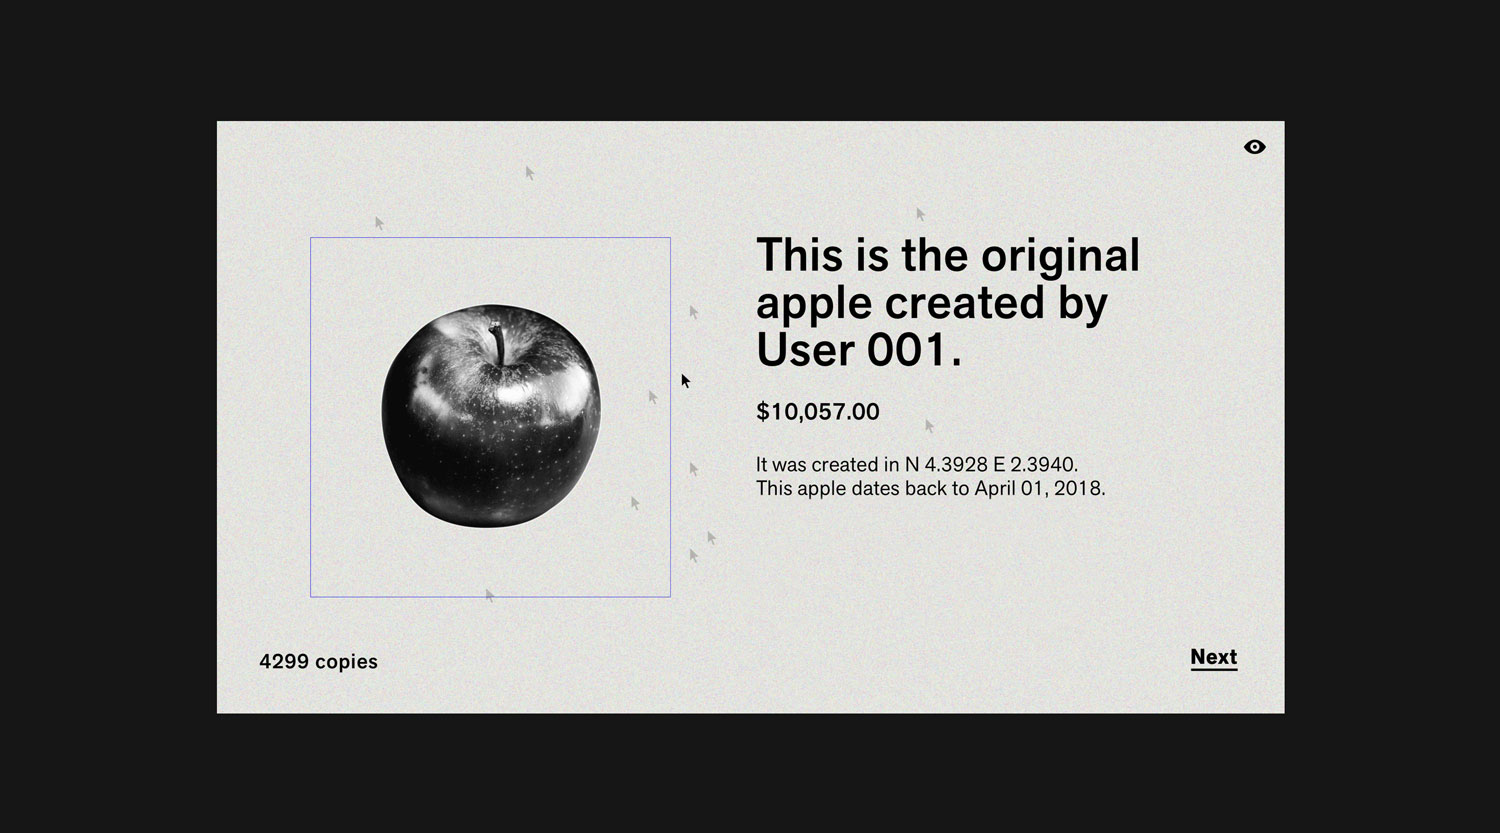 This is the original
apple created by
User 001.
$10,057.00
It was created in N 4.3928 E 2.3940.
This apple dates back to April 01, 2018.
4299 copies
Next